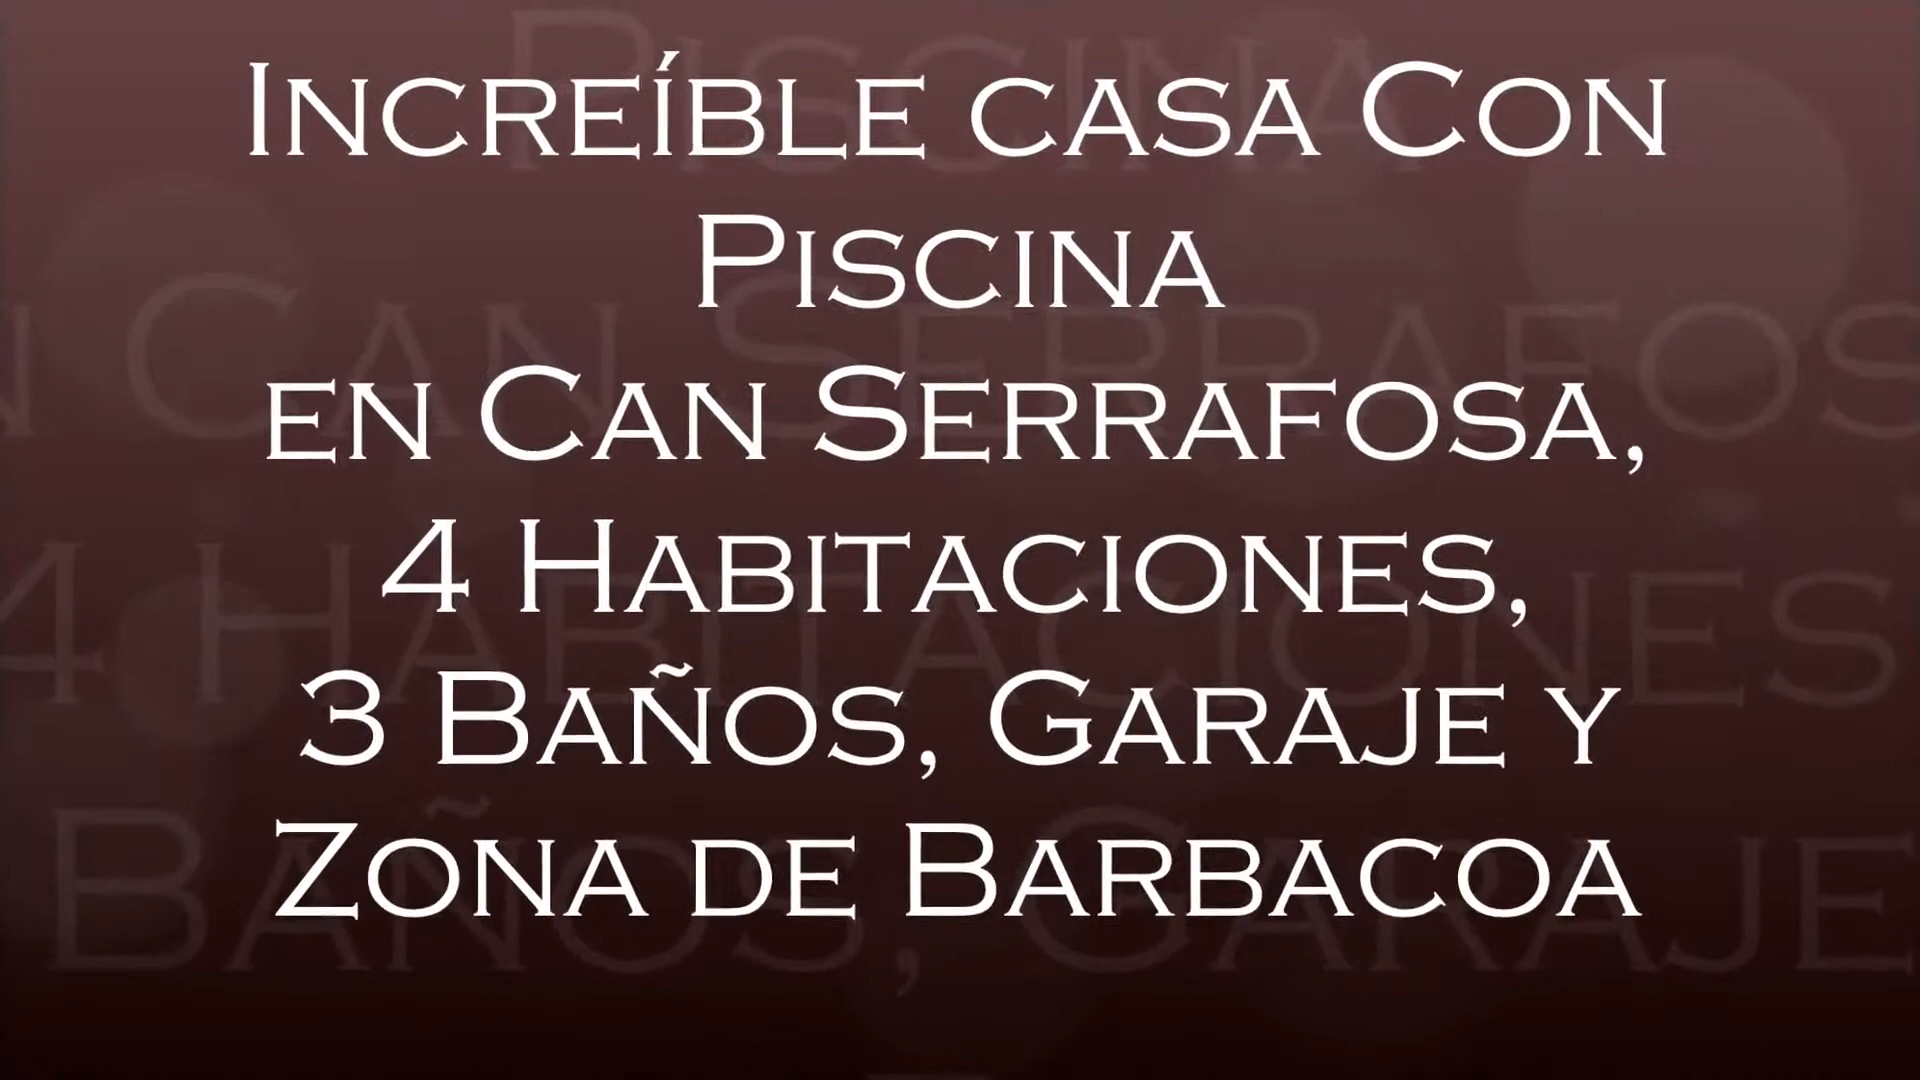 Increíble casa Con
Piscina
en Can Serrafosa,
4 Habitaciones,
3 Baños, Garaje y
Zona de Barbacoa